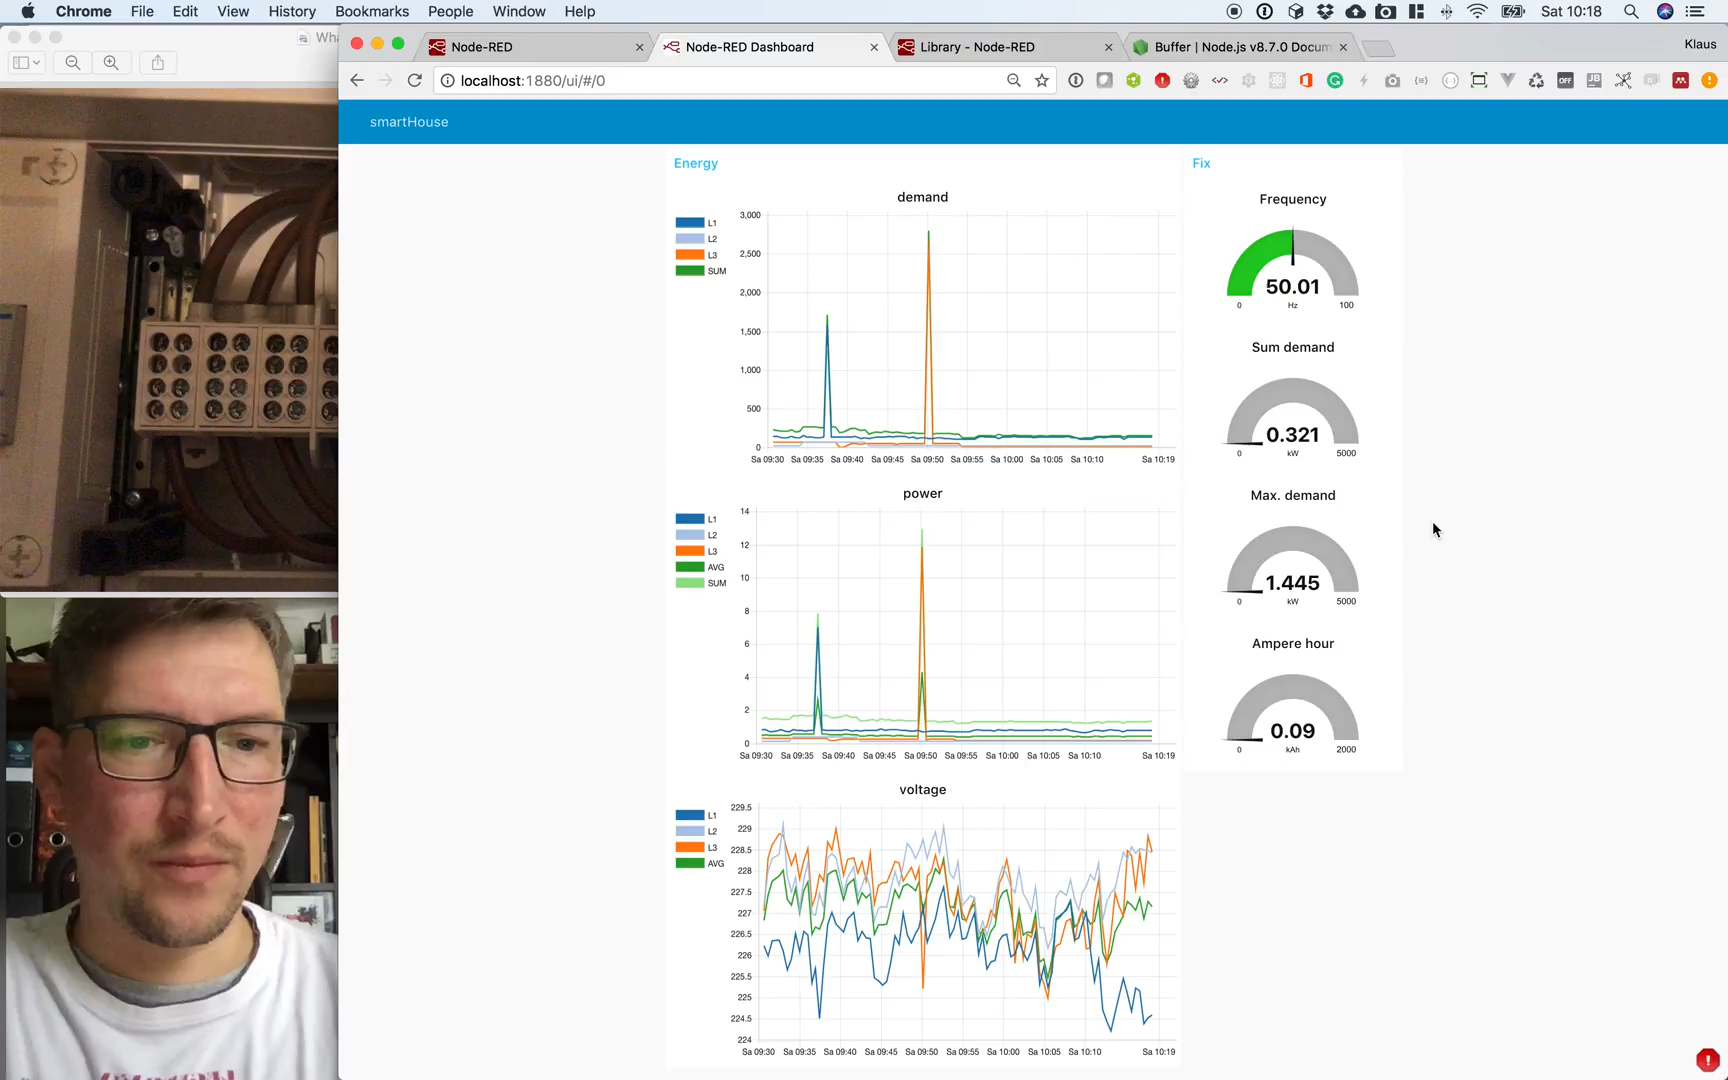 Chrome File Edit View History Bookmarks People Window Help Sat 10:18
Wha
Node-RED
Node-RED Dashboard
Library - Node-RED
Buffer | Node.js v8.7.0 Docum
Klaus
localhost:1880/ui/#/0
smartHouse
Energy
demand
L1
L2
L3
SUM
3,000
2,500
2,000
1,500
1,000
500
0
Sa 09:30 Sa 09:35 Sa 09:40 Sa 09:45 Sa 09:50 Sa 09:55 Sa 10:00 Sa 10:05 Sa 10:10 Sa 10:19
power
L1
L2
L3
AVG
SUM
14
12
10
8
6
4
2
0
Sa 09:30 Sa 09:35 Sa 09:40 Sa 09:45 Sa 09:50 Sa 09:55 Sa 10:00 Sa 10:05 Sa 10:10 Sa 10:19
voltage
L1
L2
L3
AVG
229.5
229
228.5
228
227.5
227
226.5
226
225.5
225
224.5
224
Sa 09:30 Sa 09:35 Sa 09:40 Sa 09:45 Sa 09:50 Sa 09:55 Sa 10:00 Sa 10:05 Sa 10:10 Sa 10:19
Fix
Frequency
50.01
0 Hz 100
Sum demand
0.321
0 kW 5000
Max. demand
1.445
0 kW 5000
Ampere hour
0.09
0 kAh 2000